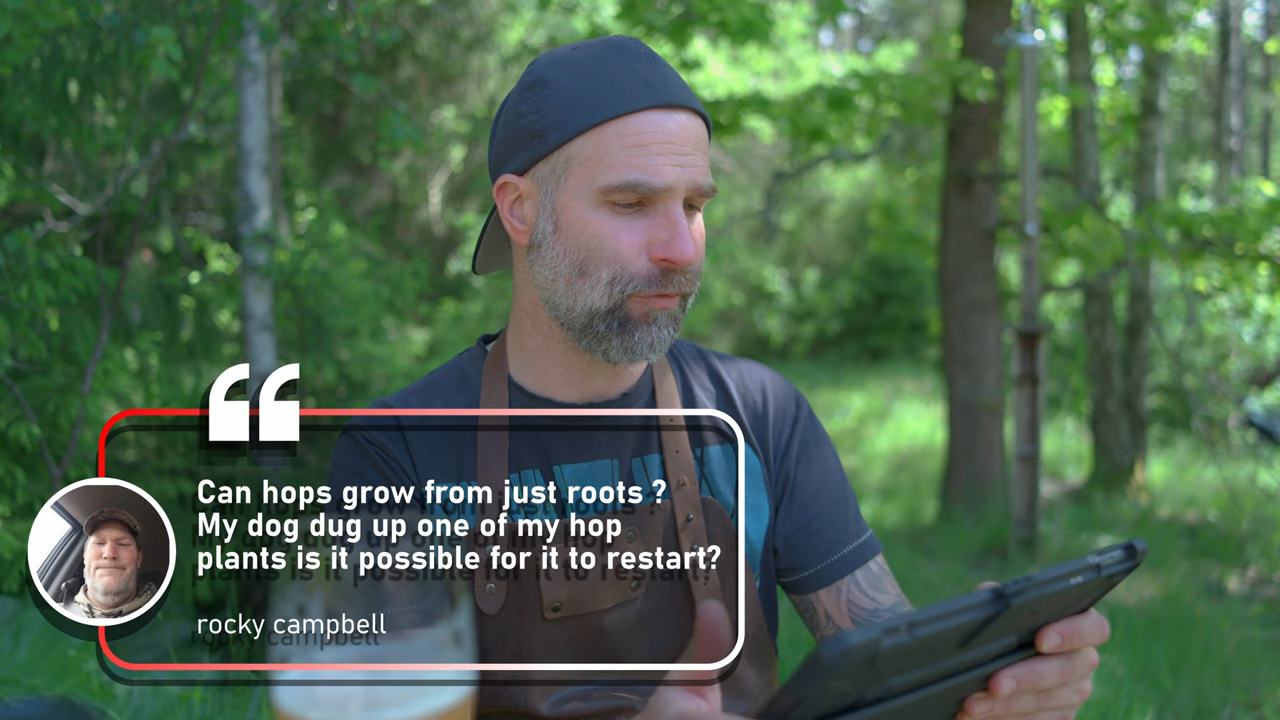 Can hops grow from just roots ?
My dog dug up one of my hop
plants is it possible for it to restart?
rocky campbell